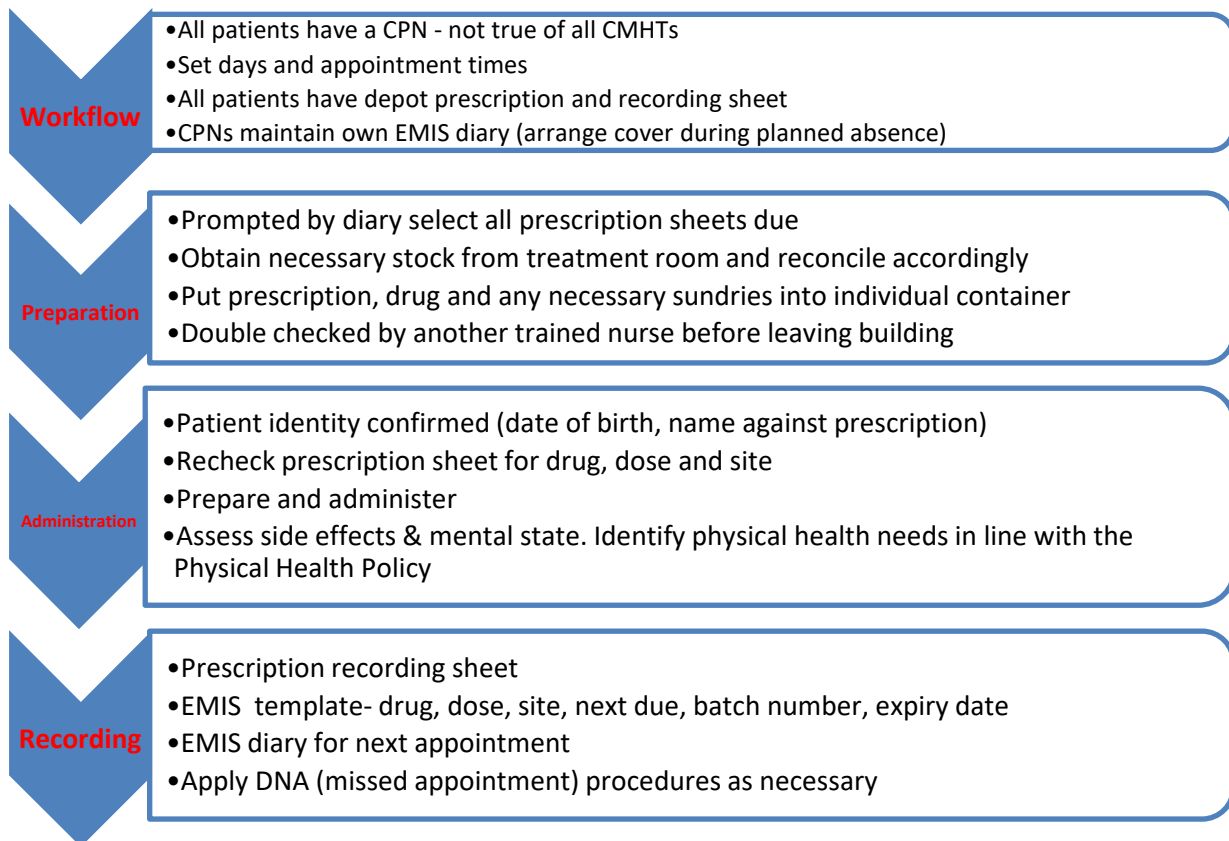 Workflow
•All patients have a CPN - not true of all CMHTs
•Set days and appointment times
•All patients have depot prescription and recording sheet
•CPNs maintain own EMIS diary (arrange cover during planned absence)
Preparation
•Prompted by diary select all prescription sheets due
•Obtain necessary stock from treatment room and reconcile accordingly
•Put prescription, drug and any necessary sundries into individual container
•Double checked by another trained nurse before leaving building
Administration
•Patient identity confirmed (date of birth, name against prescription)
•Recheck prescription sheet for drug, dose and site
•Prepare and administer
•Assess side effects & mental state. Identify physical health needs in line with the
Physical Health Policy
Recording
•Prescription recording sheet
•EMIS  template- drug, dose, site, next due, batch number, expiry date
•EMIS diary for next appointment
•Apply DNA (missed appointment) procedures as necessary